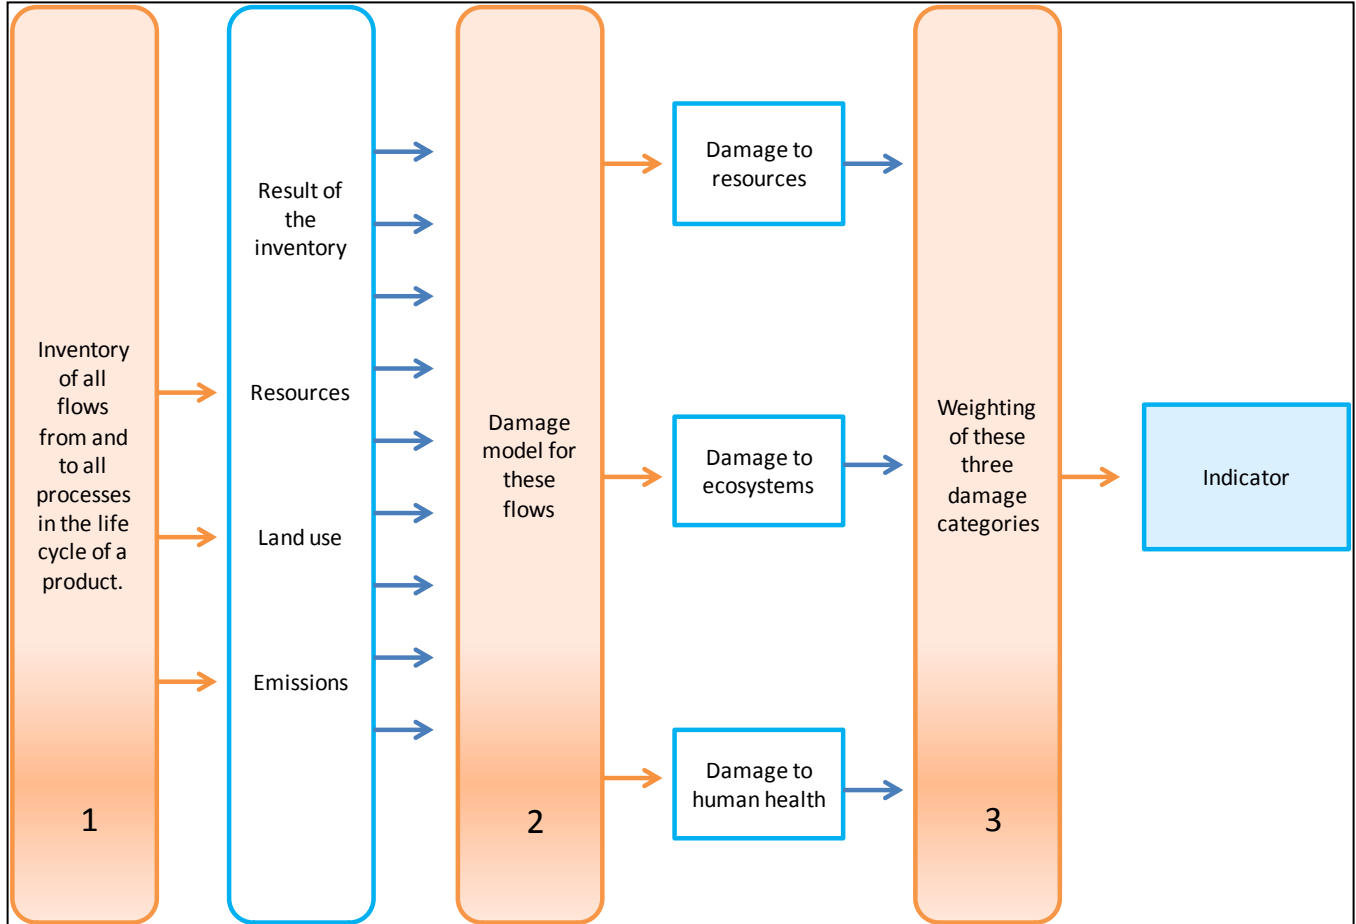 Inventory
of all
flows
from and
to all
processes
in the life
cycle of a
product.
1
Result of
the
inventory
Resources
Land use
Emissions
Damage
model for
these
flows
2
Damage to
resources
Damage to
ecosystems
Damage to
human health
Weighting
of these
three
damage
categories
3
Indicator